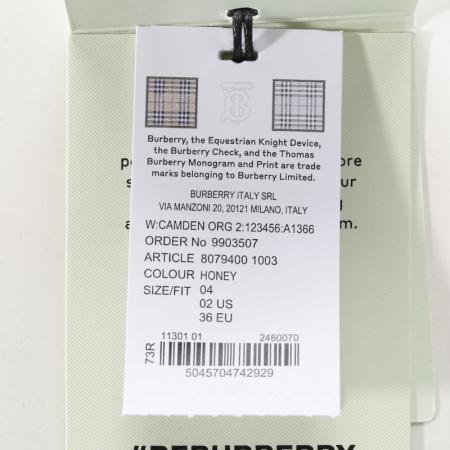 Burberry, the Equestrian Knight Device,
the Burberry Check, and the Thomas
Burberry Monogram and Print are trade
marks belonging to Burberry Limited.
BURBERRY ITALY SRL
VIA MANZONI 20, 20121 MILANO, ITALY
W:CAMDEN ORG 2:123456:A1366
ORDER No 9903507
ARTICLE 8079400 1003
COLOUR HONEY
SIZE/FIT 04
02 US
36 EU
73R
11301 01 2460070
5045704742929